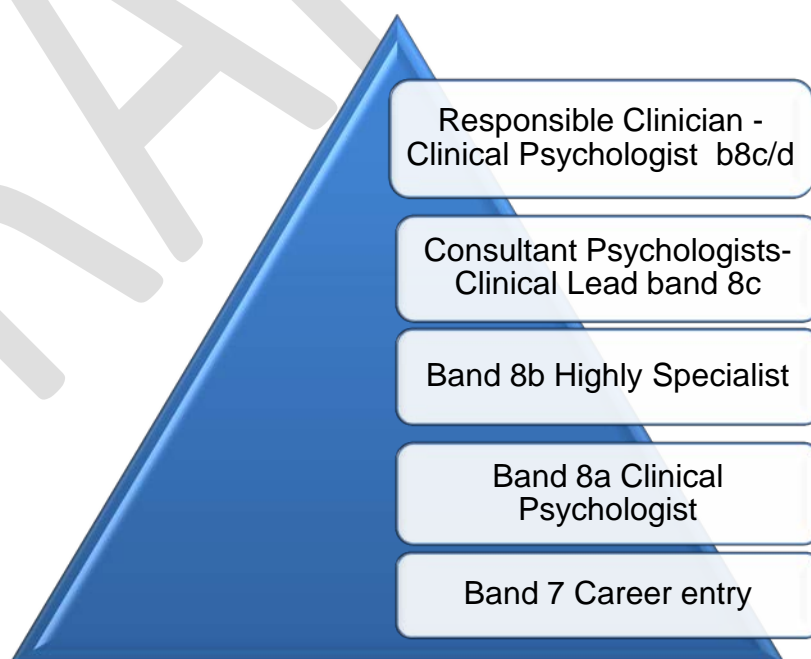 Responsible Clinician -
Clinical Psychologist  b8c/d
Consultant Psychologists-
Clinical Lead band 8c
Band 8b Highly Specialist
Band 8a Clinical
Psychologist
Band 7 Career entry